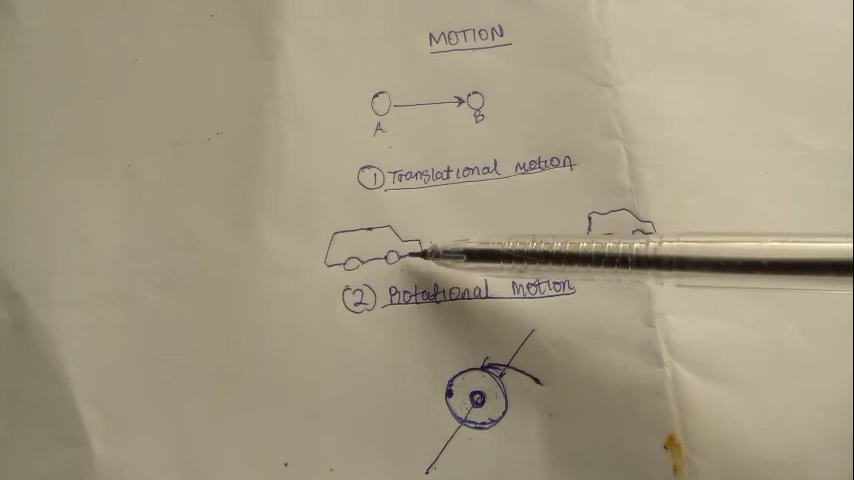 MOTION
A B
① Translational motion
② Rotational motion